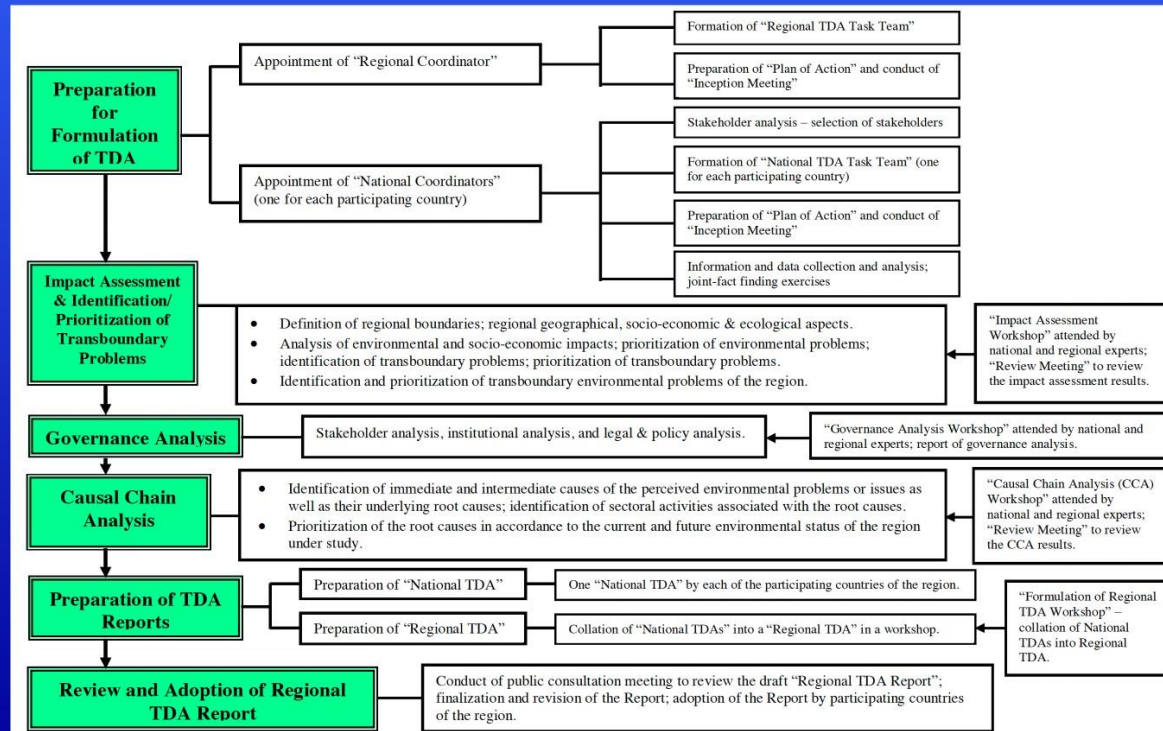 Preparation
for
Formulation
of TDA
Appointment of “Regional Coordinator”
Formation of “Regional TDA Task Team”
Preparation of “Plan of Action” and conduct of
“Inception Meeting”
Appointment of “National Coordinators”
(one for each participating country)
Stakeholder analysis – selection of stakeholders
Formation of “National TDA Task Team” (one
for each participating country)
Preparation of “Plan of Action” and conduct of
“Inception Meeting”
Information and data collection and analysis;
joint-fact finding exercises
Impact Assessment
& Identification/
Prioritization of
Transboundary
Problems
• Definition of regional boundaries; regional geographical, socio-economic & ecological aspects.
• Analysis of environmental and socio-economic impacts; prioritization of environmental problems;
identification of transboundary problems; prioritization of transboundary problems.
• Identification and prioritization of transboundary environmental problems of the region.
“Impact Assessment
Workshop” attended by
national and regional experts;
“Review Meeting” to review
the impact assessment results.
Governance Analysis
Stakeholder analysis, institutional analysis, and legal & policy analysis.
“Governance Analysis Workshop” attended by national and
regional experts; report of governance analysis.
Causal Chain
Analysis
• Identification of immediate and intermediate causes of the perceived environmental problems or issues as
well as their underlying root causes; identification of sectoral activities associated with the root causes.
• Prioritization of the root causes in accordance to the current and future environmental status of the region
under study.
“Causal Chain Analysis (CCA)
Workshop” attended by
national and regional experts;
“Review Meeting” to review
the CCA results.
Preparation of TDA
Reports
Preparation of “National TDA”
One “National TDA” by each of the participating countries of the region.
Preparation of “Regional TDA”
Collation of “National TDAs” into a “Regional TDA” in a workshop.
“Formulation of Regional
TDA Workshop” –
collation of National
TDAs into Regional
TDA.
Review and Adoption of Regional
TDA Report
Conduct of public consultation meeting to review the draft “Regional TDA Report”;
finalization and revision of the Report; adoption of the Report by participating countries
of the region.